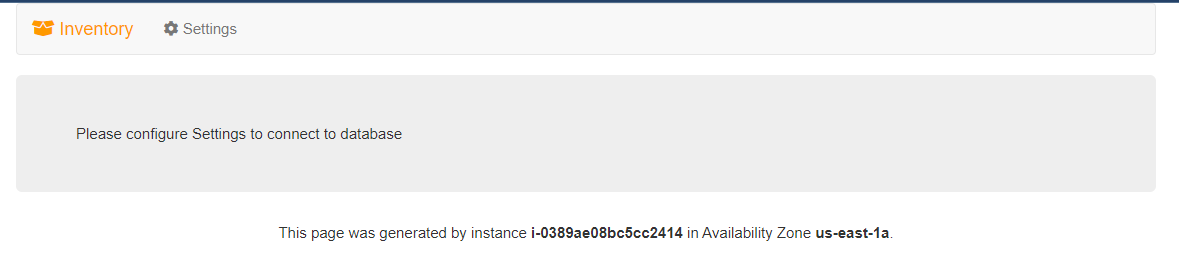 Inventory Settings
Please configure Settings to connect to database
This page was generated by instance i-0389ae08bc5cc2414 in Availability Zone us-east-1a.